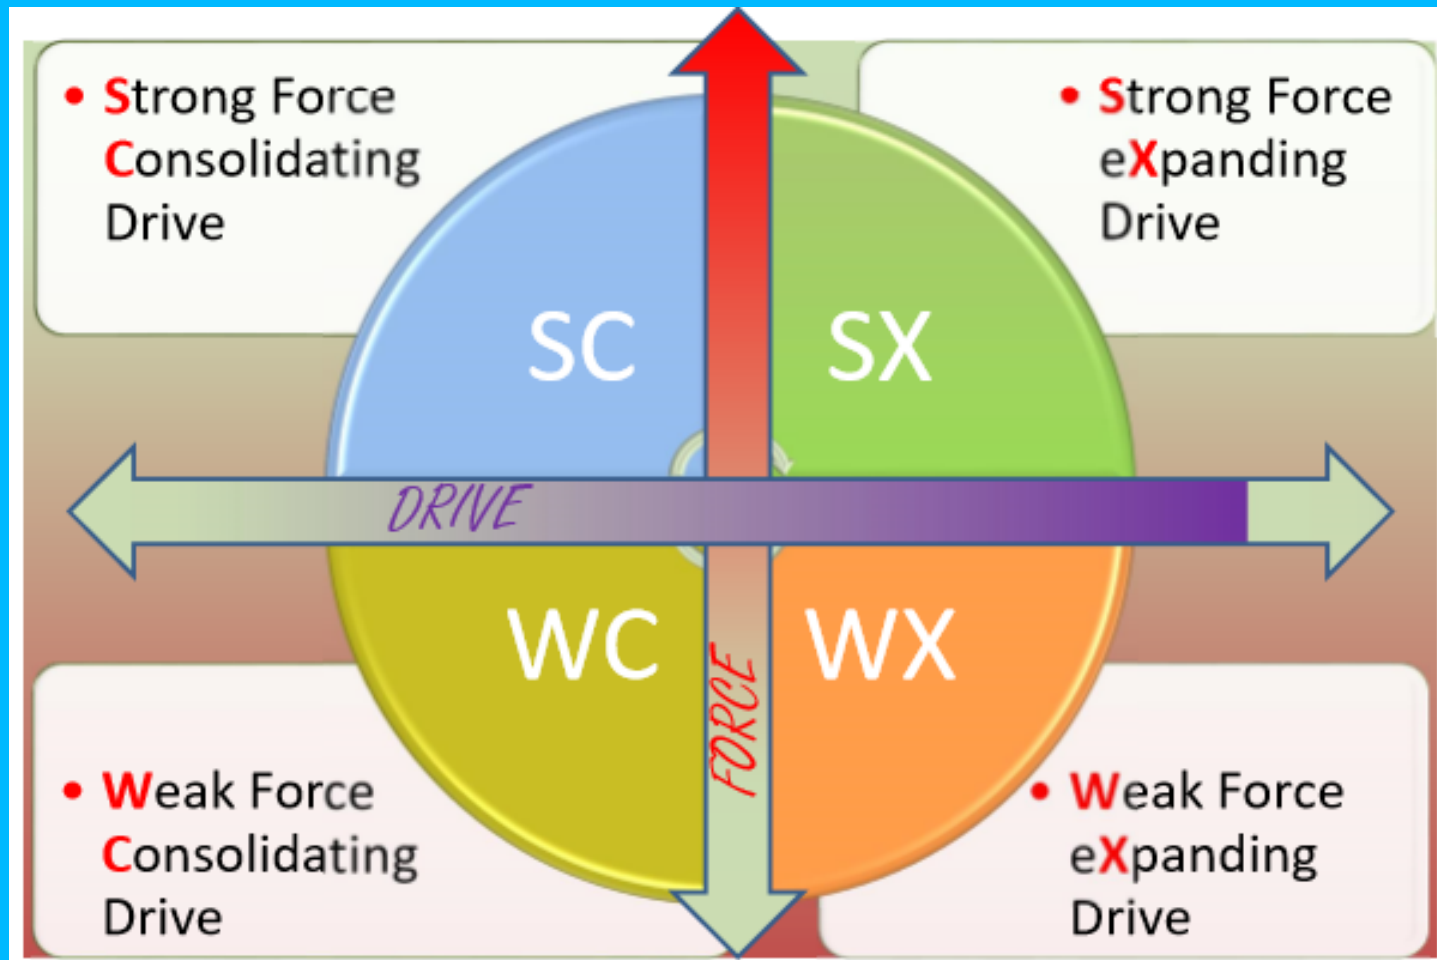 • Strong Force
Consolidating
Drive
• Strong Force
eXpanding
Drive
SC
SX
DRIVE
WC
WX
FORCE
• Weak Force
Consolidating
Drive
• Weak Force
eXpanding
Drive